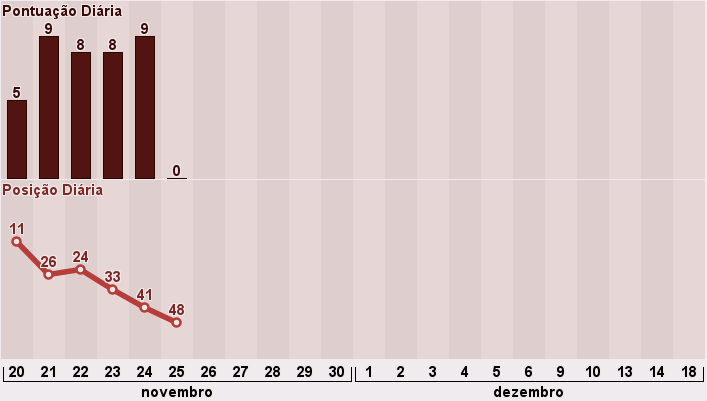 Pontuação Diária
5 9 8 8 9 0
Posição Diária
11 26 24 33 41 48
20 21 22 23 24 25 26 27 28 29 30 1 2 3 4 5 6 9 10 13 14 18
novembro dezembro